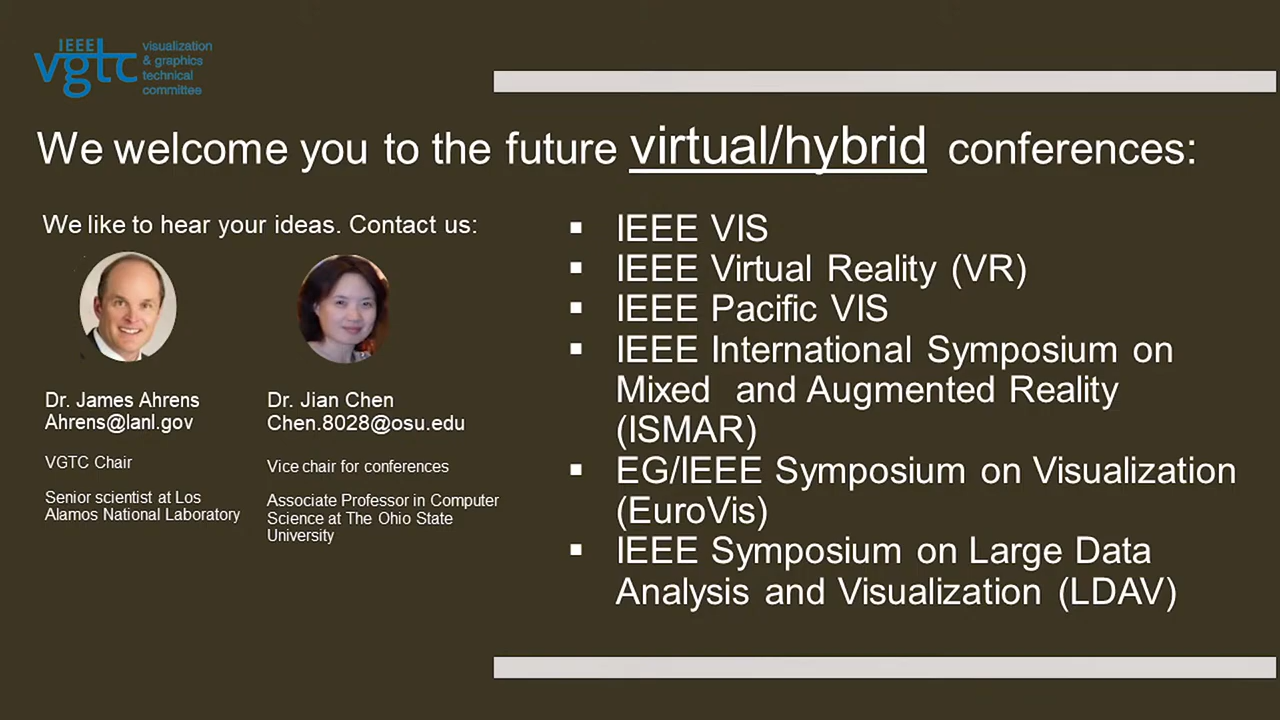 IEEE
vgtc
visualization
& graphics
technical
committee
We welcome you to the future virtual/hybrid conferences:
We like to hear your ideas. Contact us:
Dr. James Ahrens
Ahrens@lanl.gov
VGTC Chair
Senior scientist at Los
Alamos National Laboratory
Dr. Jian Chen
Chen.8028@osu.edu
Vice chair for conferences
Associate Professor in Computer
Science at The Ohio State
University
▪ IEEE VIS
▪ IEEE Virtual Reality (VR)
▪ IEEE Pacific VIS
▪ IEEE International Symposium on
Mixed and Augmented Reality
(ISMAR)
▪ EG/IEEE Symposium on Visualization
(EuroVis)
▪ IEEE Symposium on Large Data
Analysis and Visualization (LDAV)